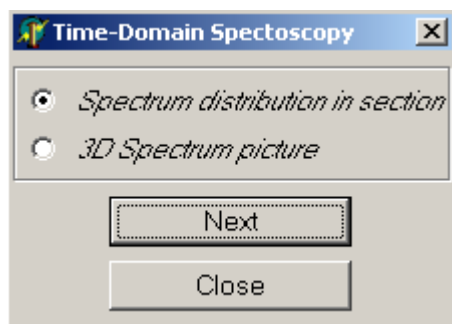 Time-Domain Spectoscopy
Spectrum distribution in section
3D Spectrum picture
Next
Close